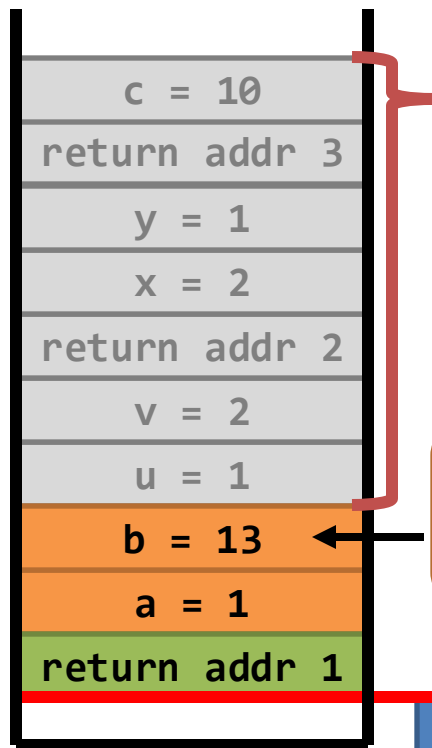 c = 10
return addr 3
y = 1
x = 2
return addr 2
v = 2
u = 1
b = 13
a = 1
return addr 1